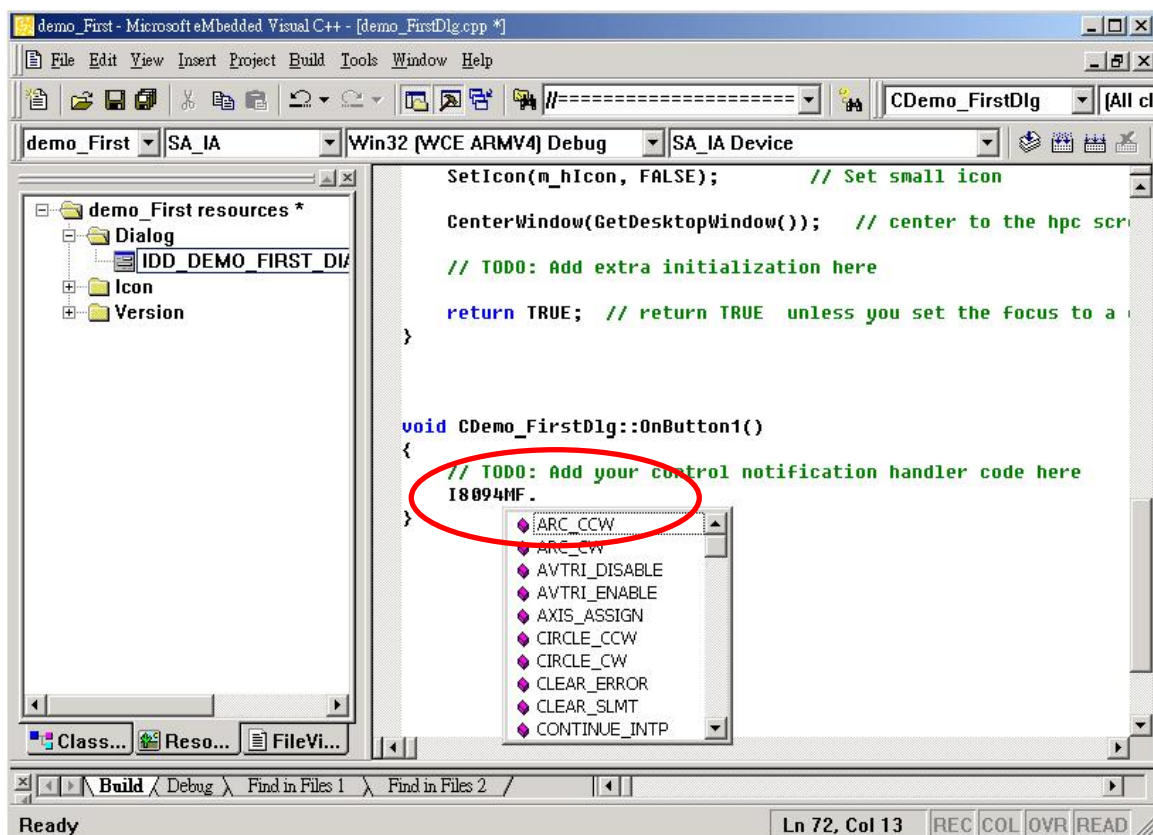 demo_First - Microsoft eMbedded Visual C++ - [demo_FirstDlg.cpp *]
File Edit View Insert Project Build Tools Window Help
//===================== CDemo_FirstDlg (All cl
demo_First SA_IA Win32 (WCE ARMV4) Debug SA_IA Device
demo_First resources *
Dialog
IDD_DEMO_FIRST_DIA
Icon
Version
Class... Reso... FileVi...
SetIcon(m_hIcon, FALSE); // Set small icon
CenterWindow(GetDesktopWindow()); // center to the hpc scr
// TODO: Add extra initialization here
return TRUE; // return TRUE unless you set the focus to a
}
void CDemo_FirstDlg::OnButton1()
{
// TODO: Add your control notification handler code here
I8094MF.
}
ARC_CCW
ARC_CW
AVTRI_DISABLE
AVTRI_ENABLE
AXIS_ASSIGN
CIRCLE_CCW
CIRCLE_CW
CLEAR_ERROR
CLEAR_SLMT
CONTINUE_INTP
Build Debug Find in Files 1 Find in Files 2
Ready Ln 72, Col 13 REC COL OVR READ